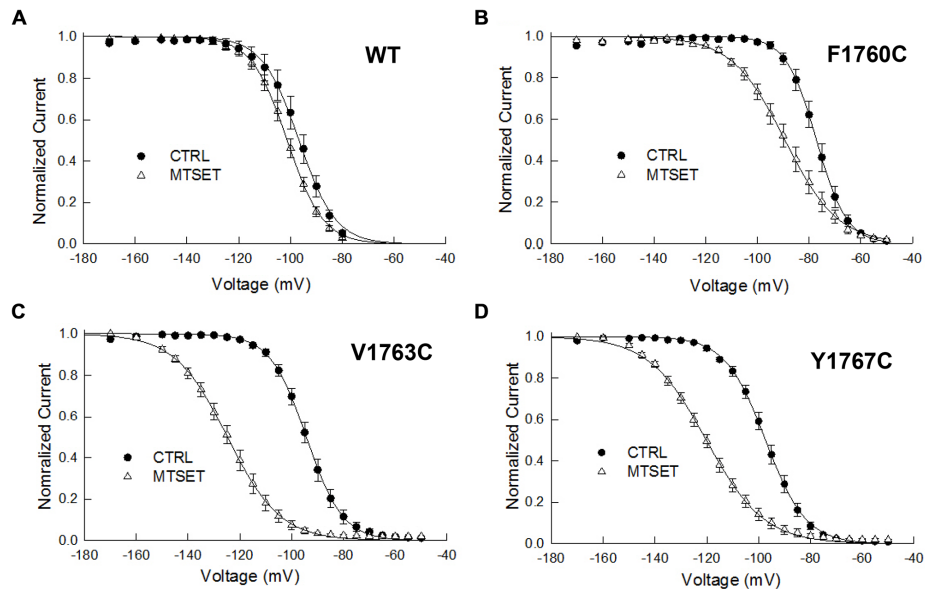 A
WT
Normalized Current
1.0
0.8
0.6
0.4
0.2
0.0
CTRL
MTSET
-180 -160 -140 -120 -100 -80 -60 -40
Voltage (mV)
B
F1760C
Normalized Current
1.0
0.8
0.6
0.4
0.2
0.0
CTRL
MTSET
-180 -160 -140 -120 -100 -80 -60 -40
Voltage (mV)
C
V1763C
Normalized Current
1.0
0.8
0.6
0.4
0.2
0.0
CTRL
MTSET
-180 -160 -140 -120 -100 -80 -60 -40
Voltage (mV)
D
Y1767C
Normalized Current
1.0
0.8
0.6
0.4
0.2
0.0
CTRL
MTSET
-180 -160 -140 -120 -100 -80 -60 -40
Voltage (mV)